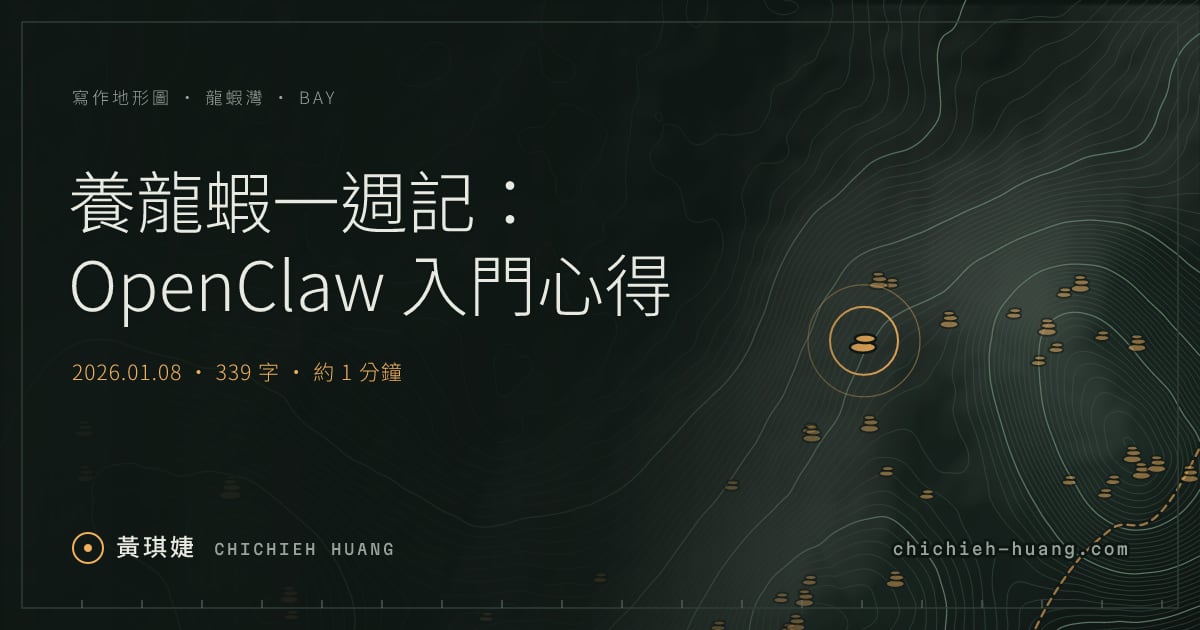 寫作地形圖 · 龍蝦灣 · BAY
養龍蝦一週記：
OpenClaw 入門心得
2026.01.08 · 339 字 · 約 1 分鐘
黃琪婕 CHICHIEH HUANG
chichieh-huang.com